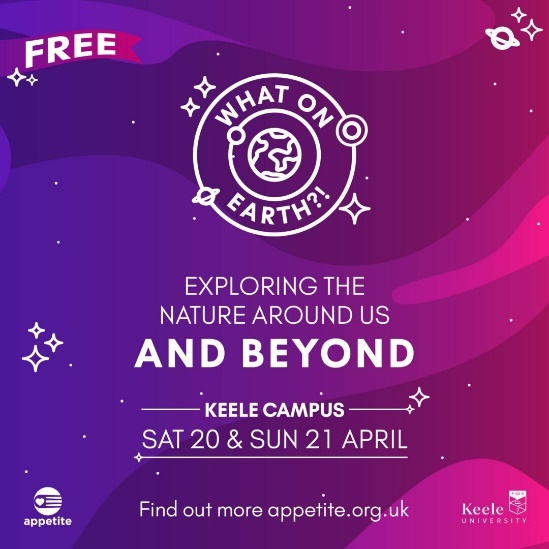 FREE
WHAT ON
EARTH?!
EXPLORING THE
NATURE AROUND US
AND BEYOND
KEELE CAMPUS
SAT 20 & SUN 21 APRIL
Find out more appetite.org.uk
appetite
Keele
UNIVERSITY